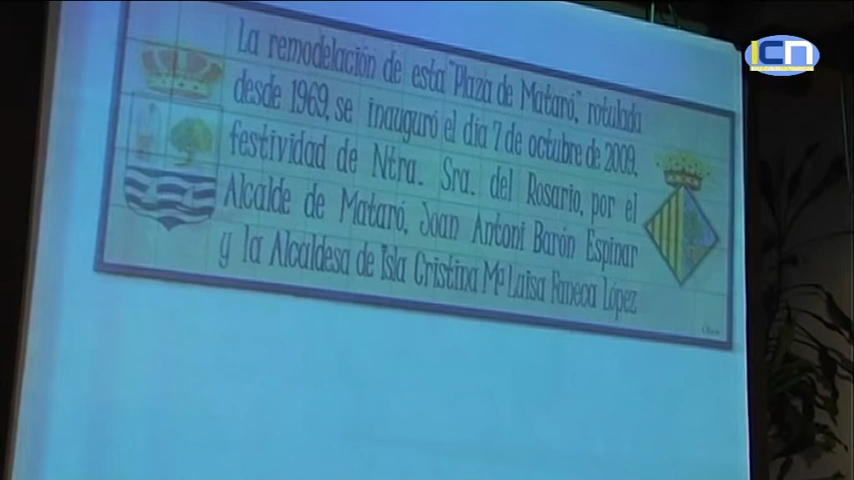 ICN
La remodelación de esta "Plaza de Mataró", rotulada
desde 1969, se inauguró el día 7 de octubre de 2009,
festividad de Ntra. Sra. del Rosario, por el
Alcalde de Mataró, Joan Antoni Barón Espinar
y la Alcaldesa de Isla Cristina Mª Luisa Faneca López